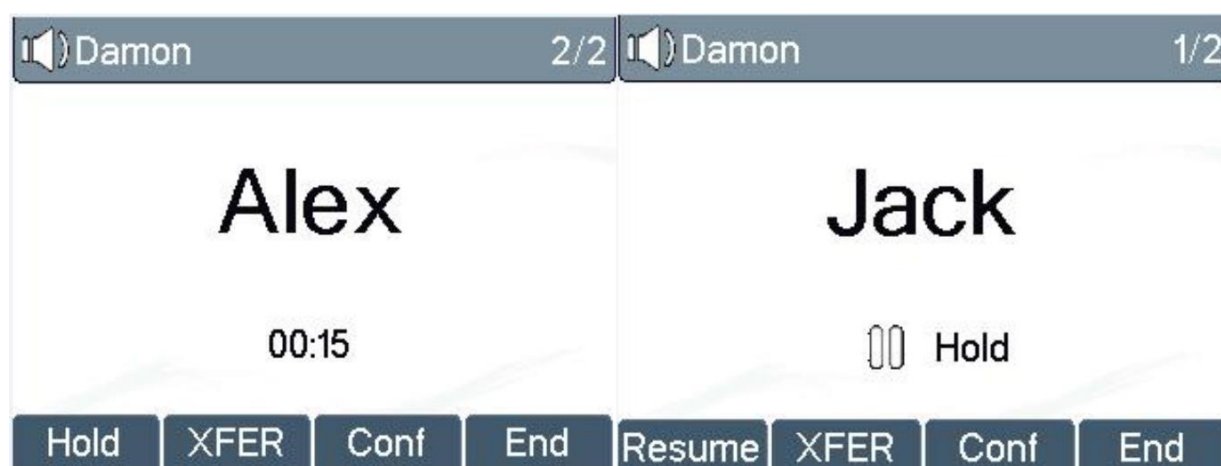 Damon 2/2
Alex
00:15
Hold XFER Conf End
Damon 1/2
Jack
Hold
Resume XFER Conf End